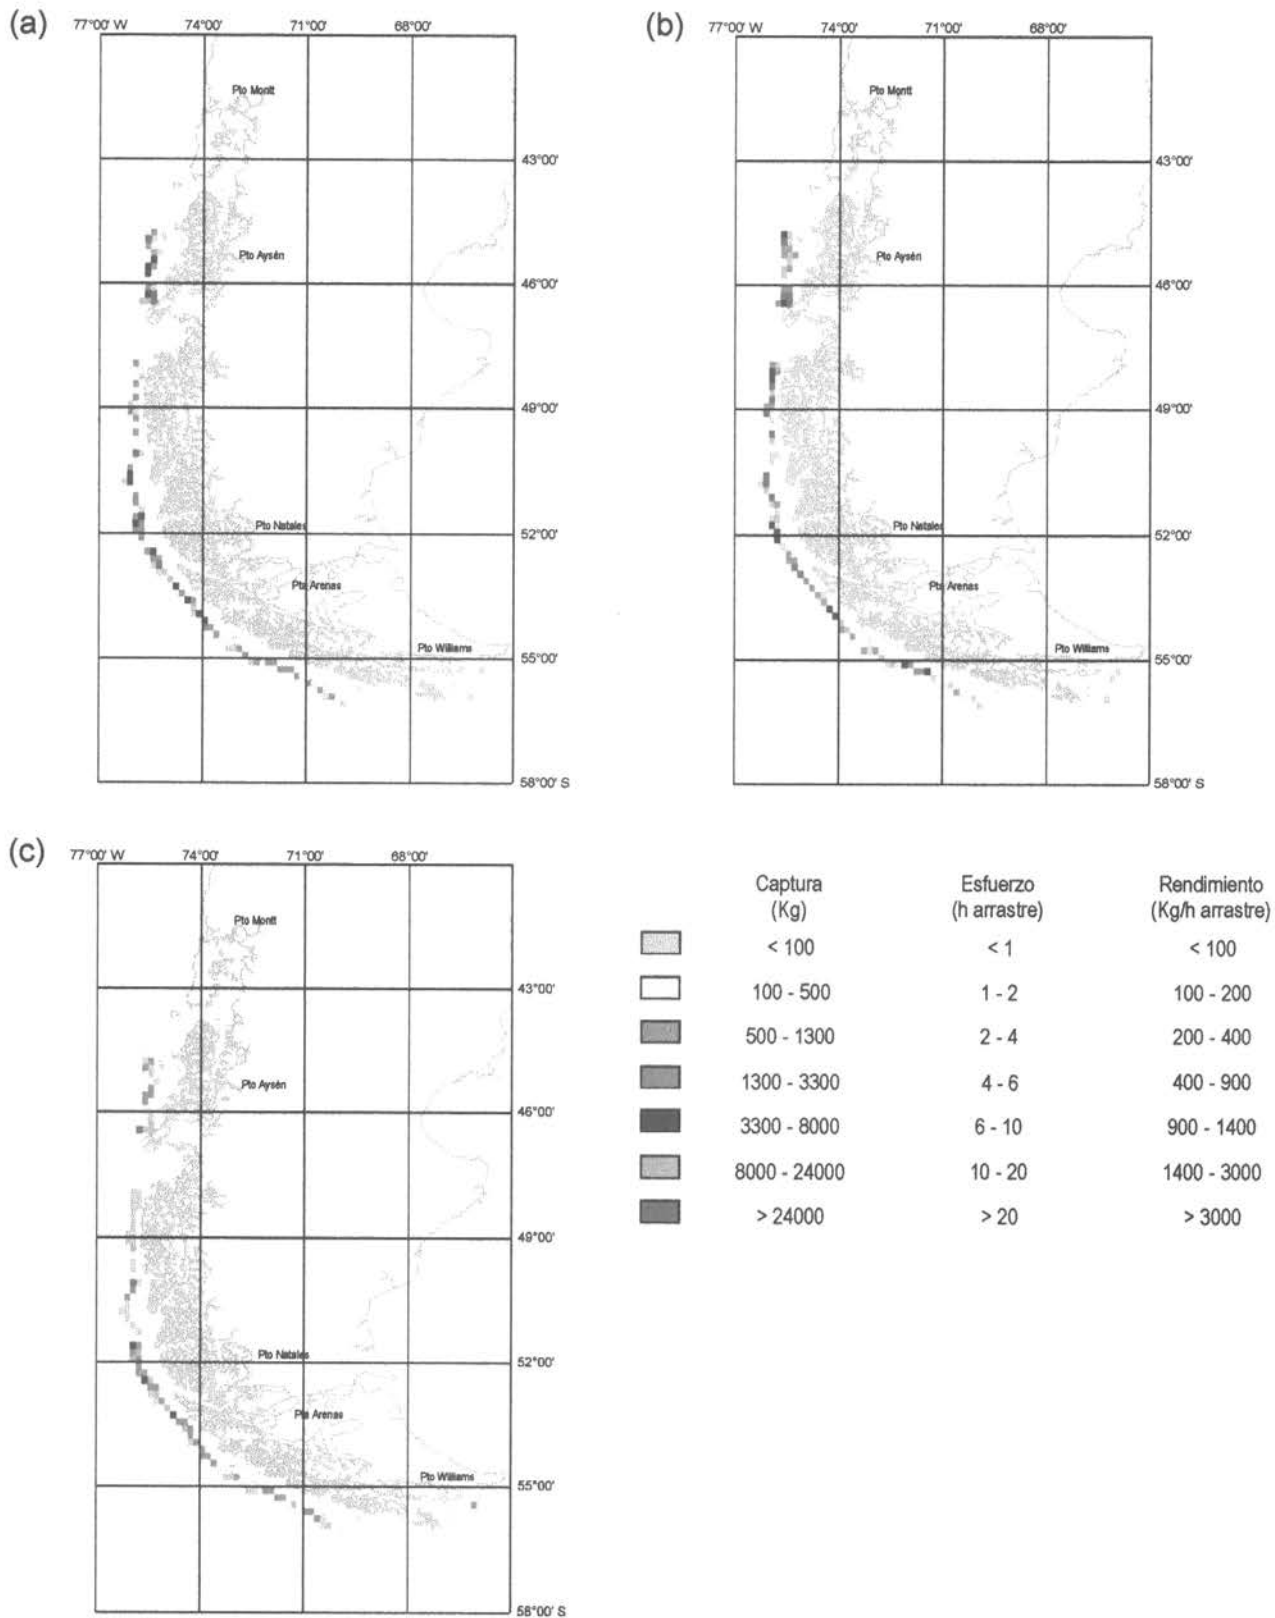 (a)
77°00' W 74°00' 71°00' 68°00'
Pto Montt
43°00'
Pto Aysén
46°00'
49°00'
Pto Natales
52°00'
Pta Arenas
Pto Williams
55°00'
58°00' S
(b)
77°00' W 74°00' 71°00' 68°00'
Pto Montt
43°00'
Pto Aysén
46°00'
49°00'
Pto Natales
52°00'
Pta Arenas
Pto Williams
55°00'
58°00' S
(c)
77°00' W 74°00' 71°00' 68°00'
Pto Montt
43°00'
Pto Aysén
46°00'
49°00'
Pto Natales
52°00'
Pta Arenas
Pto Williams
55°00'
58°00' S
Captura Esfuerzo Rendimiento
(Kg) (h arrastre) (Kg/h arrastre)
< 100 < 1 < 100
100 - 500 1 - 2 100 - 200
500 - 1300 2 - 4 200 - 400
1300 - 3300 4 - 6 400 - 900
3300 - 8000 6 - 10 900 - 1400
8000 - 24000 10 - 20 1400 - 3000
> 24000 > 20 > 3000